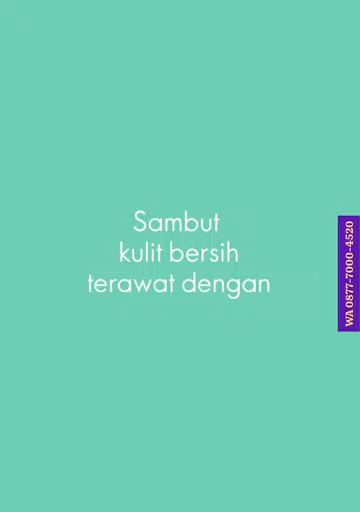 Sambut
kulit bersih
terawat dengan
WA 0877-7000-4520